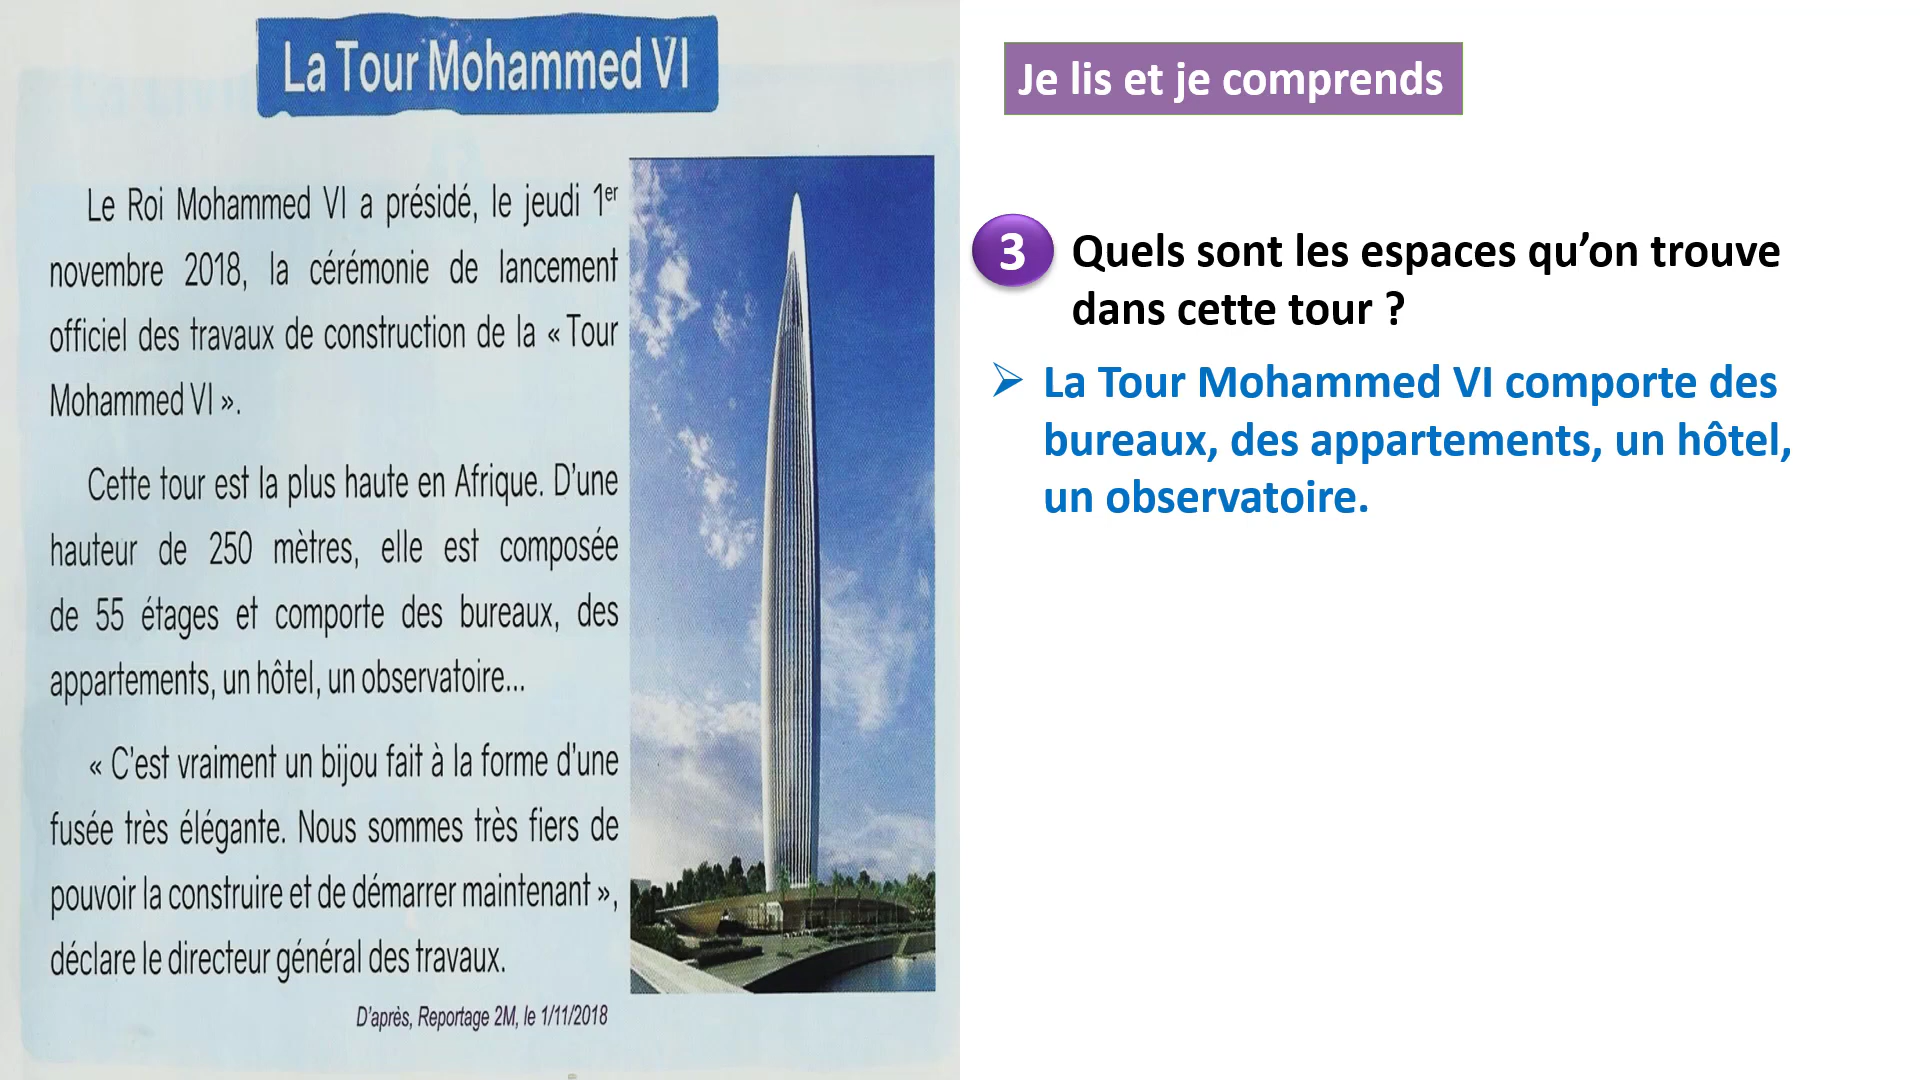 La Tour Mohammed VI
Le Roi Mohammed VI a présidé, le jeudi 1er
novembre 2018, la cérémonie de lancement
officiel des travaux de construction de la « Tour
Mohammed VI ».
Cette tour est la plus haute en Afrique. D'une
hauteur de 250 mètres, elle est composée
de 55 étages et comporte des bureaux, des
appartements, un hôtel, un observatoire...
« C'est vraiment un bijou fait à la forme d'une
fusée très élégante. Nous sommes très fiers de
pouvoir la construire et de démarrer maintenant »,
déclare le directeur général des travaux.
D'après, Reportage 2M, le 1/11/2018
Je lis et je comprends
3 Quels sont les espaces qu’on trouve
dans cette tour ?
➢ La Tour Mohammed VI comporte des
bureaux, des appartements, un hôtel,
un observatoire.